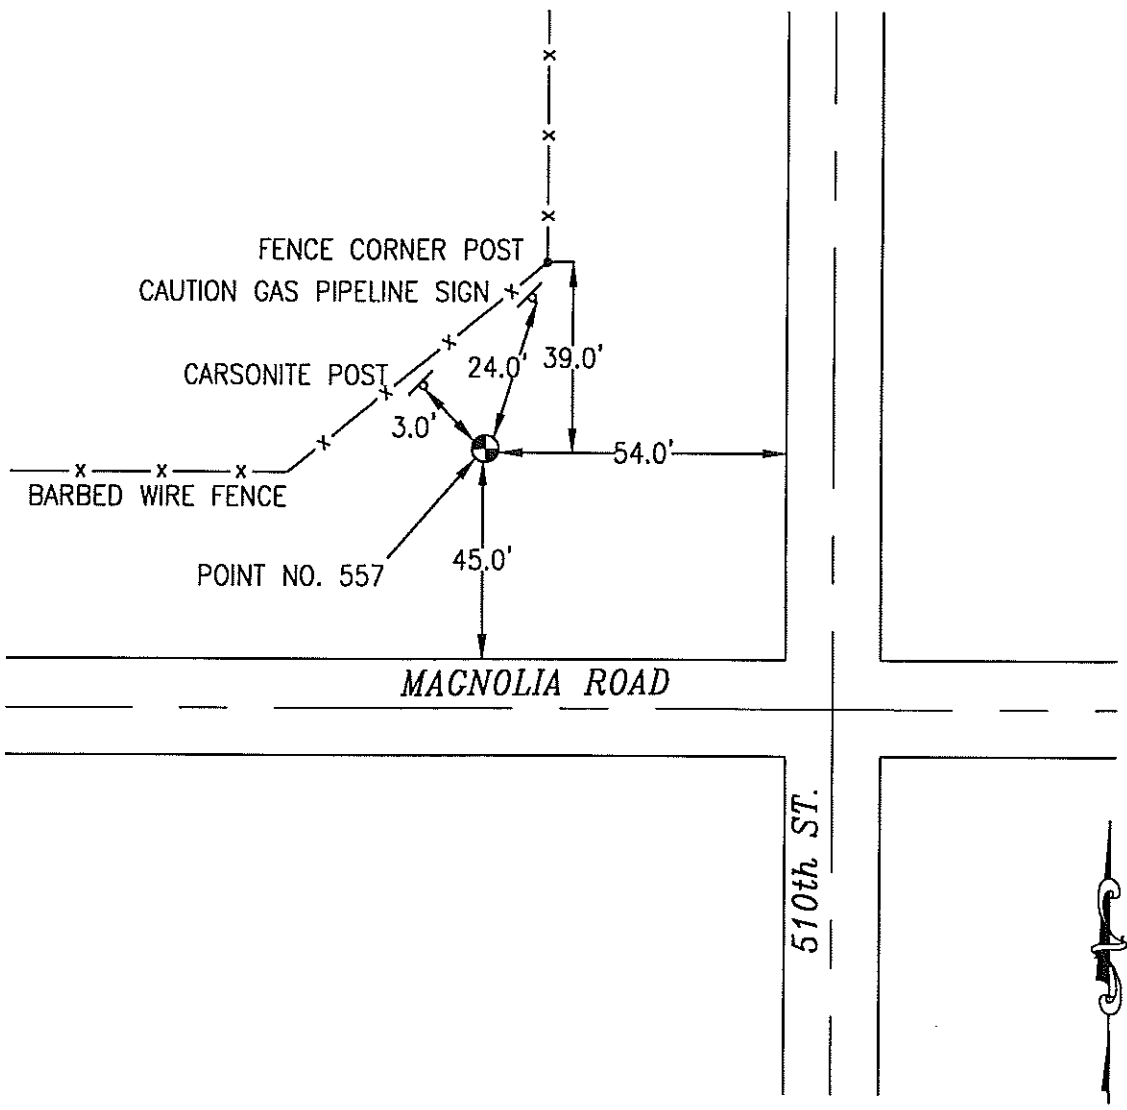 FENCE CORNER POST
CAUTION GAS PIPELINE SIGN
24.0' 39.0'
CARSONITE POST
3.0'
54.0'
BARBED WIRE FENCE
45.0'
POINT NO. 557
MAGNOLIA ROAD
510th ST.